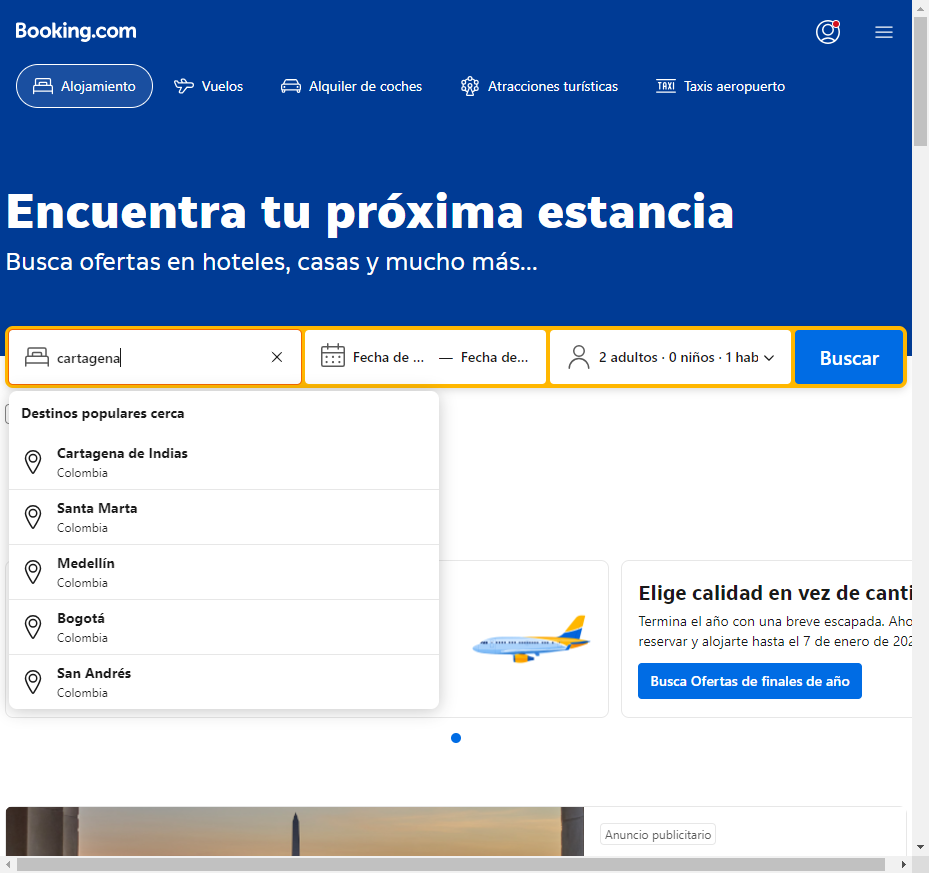 Booking.com
Alojamiento
Vuelos
Alquiler de coches
Atracciones turísticas
TAXI
Taxis aeropuerto
Encuentra tu próxima estancia
Busca ofertas en hoteles, casas y mucho más...
cartagena
Fecha de ... — Fecha de...
2 adultos · 0 niños · 1 hab
Buscar
Destinos populares cerca
Cartagena de Indias
Colombia
Santa Marta
Colombia
Medellín
Colombia
Bogotá
Colombia
San Andrés
Colombia
Elige calidad en vez de canti
Termina el año con una breve escapada. Aho
reservar y alojarte hasta el 7 de enero de 202
Busca Ofertas de finales de año
Anuncio publicitario